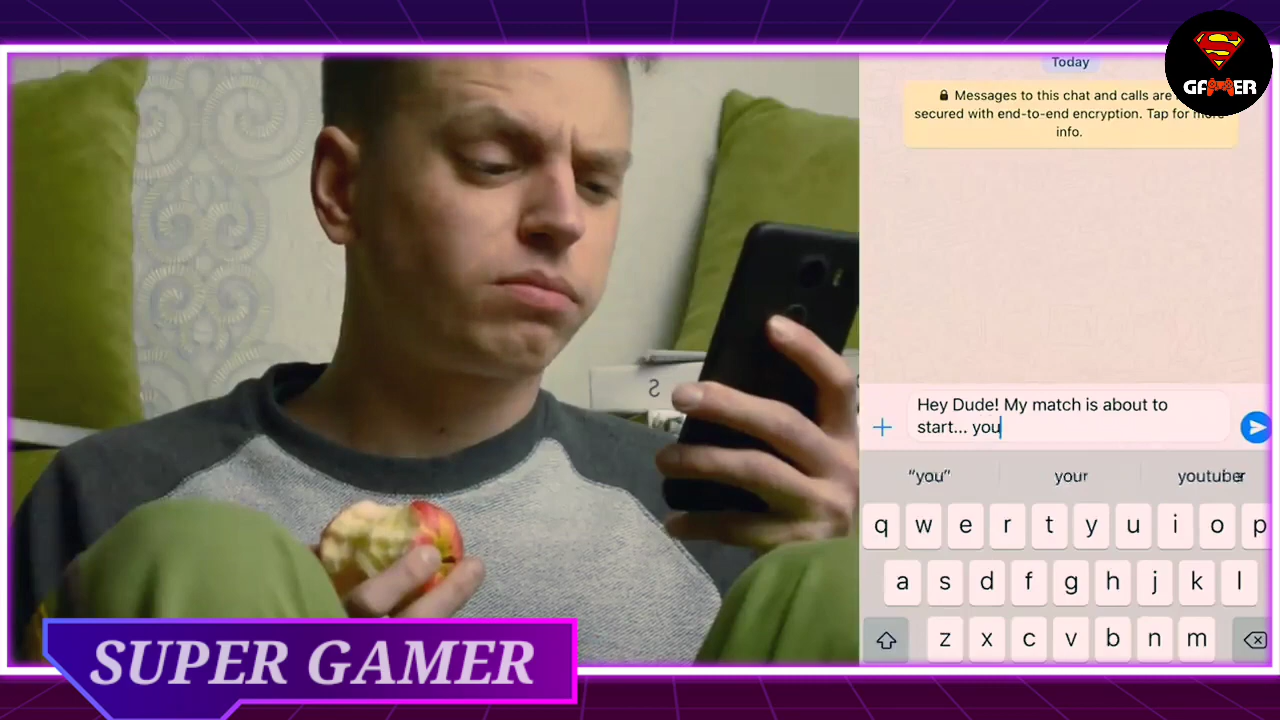 Today
GAMER
Messages to this chat and calls are
secured with end-to-end encryption. Tap for more
info.
S
Hey Dude! My match is about to
start... you
“you” your youtuber
q w e r t y u i o p
a s d f g h j k l
z x c v b n m
SUPER GAMER